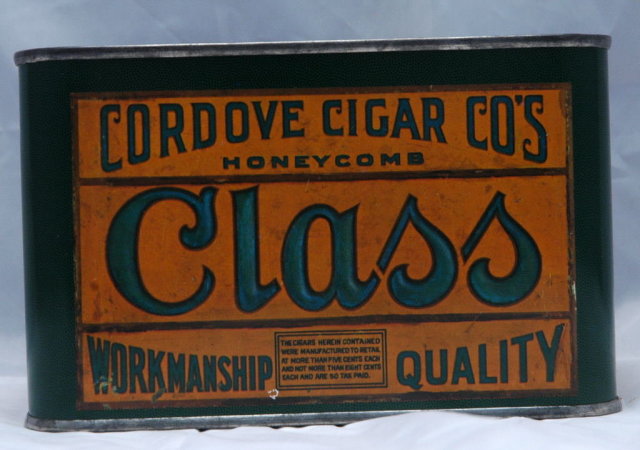 CORDOVE CIGAR CO'S
HONEYCOMB
Class
WORKMANSHIP
THE CIGARS HEREIN CONTAINED
WERE MANUFACTURED TO RETAIL
AT MORE THAN FIVE CENTS EACH
AND NOT MORE THAN EIGHT CENTS
EACH AND ARE SO TAX PAID.
QUALITY